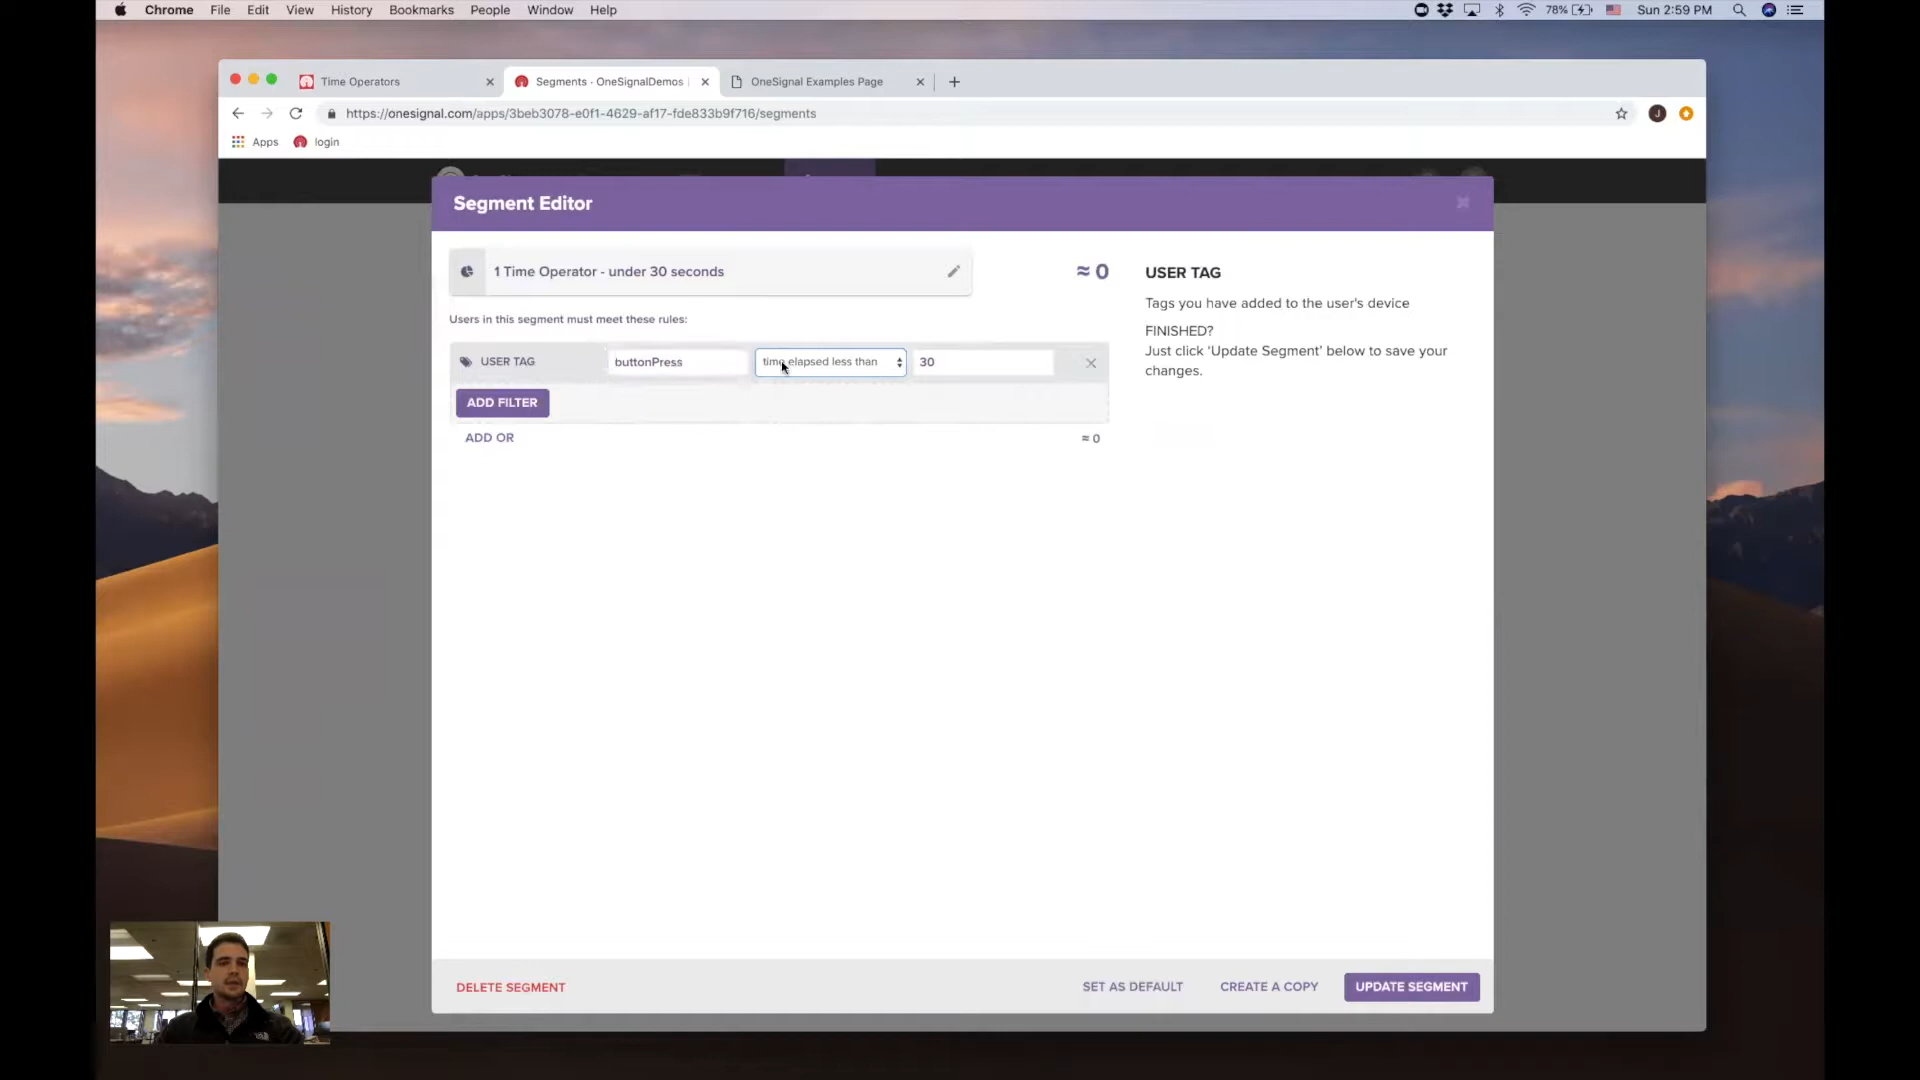 Chrome File Edit View History Bookmarks People Window Help 78% Sun 2:59 PM
Time Operators
Segments - OneSignalDemos
OneSignal Examples Page
https://onesignal.com/apps/3beb3078-e0f1-4629-af17-fde833b9f716/segments
J
Apps login
Segment Editor
1 Time Operator - under 30 seconds
≈ 0
Users in this segment must meet these rules:
USER TAG buttonPress time elapsed less than 30
ADD FILTER
ADD OR ≈ 0
USER TAG
Tags you have added to the user's device
FINISHED?
Just click ‘Update Segment’ below to save your
changes.
DELETE SEGMENT SET AS DEFAULT CREATE A COPY UPDATE SEGMENT